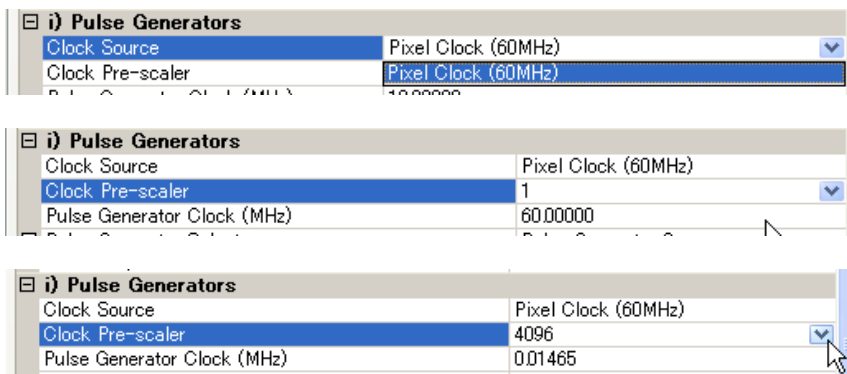 i) Pulse Generators
Clock Source Pixel Clock (60MHz)
Clock Pre-scaler Pixel Clock (60MHz)
i) Pulse Generators
Clock Source Pixel Clock (60MHz)
Clock Pre-scaler 1
Pulse Generator Clock (MHz) 60.00000
i) Pulse Generators
Clock Source Pixel Clock (60MHz)
Clock Pre-scaler 4096
Pulse Generator Clock (MHz) 0.01465